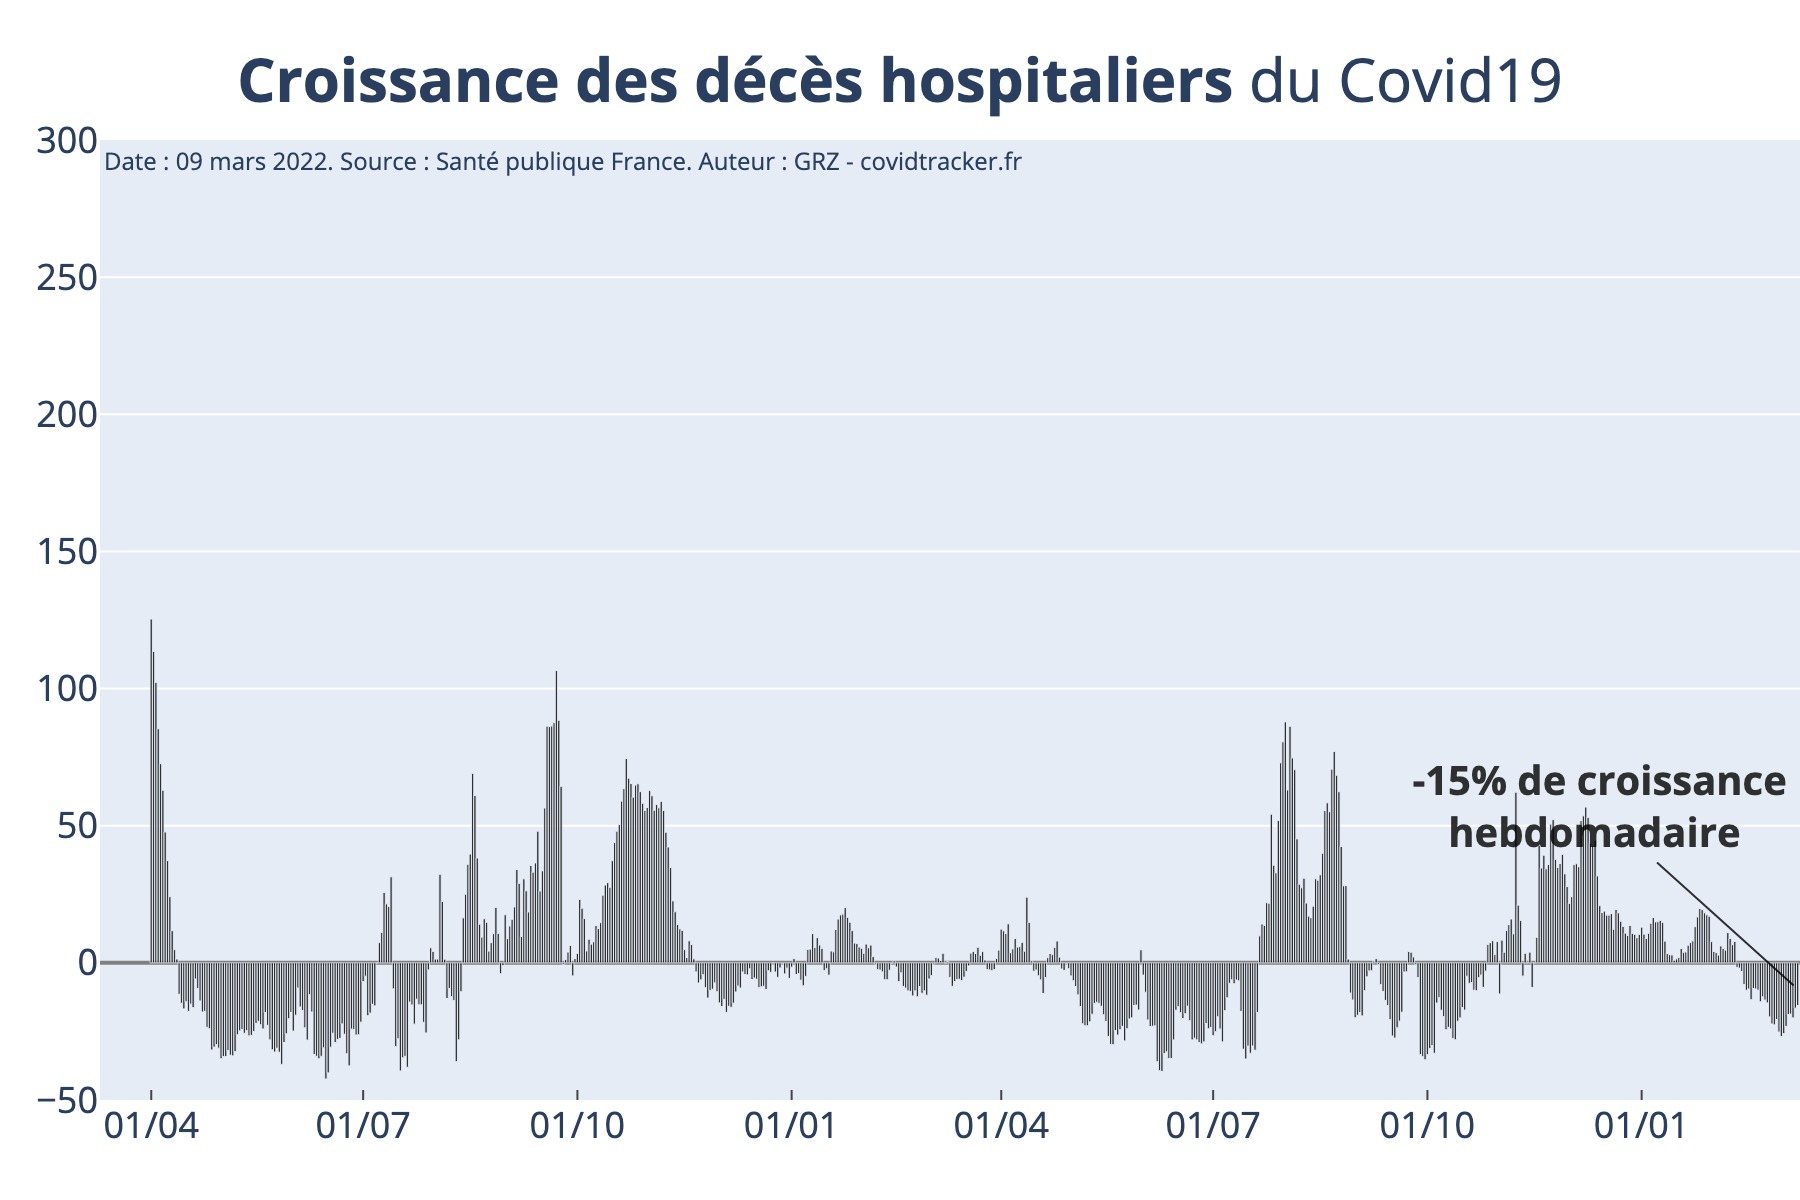 Croissance des décès hospitaliers du Covid19
300
Date : 09 mars 2022. Source : Santé publique France. Auteur : GRZ - covidtracker.fr
250
200
150
100
-15% de croissance
hebdomadaire
50
0
−50
01/04 01/07 01/10 01/01 01/04 01/07 01/10 01/01